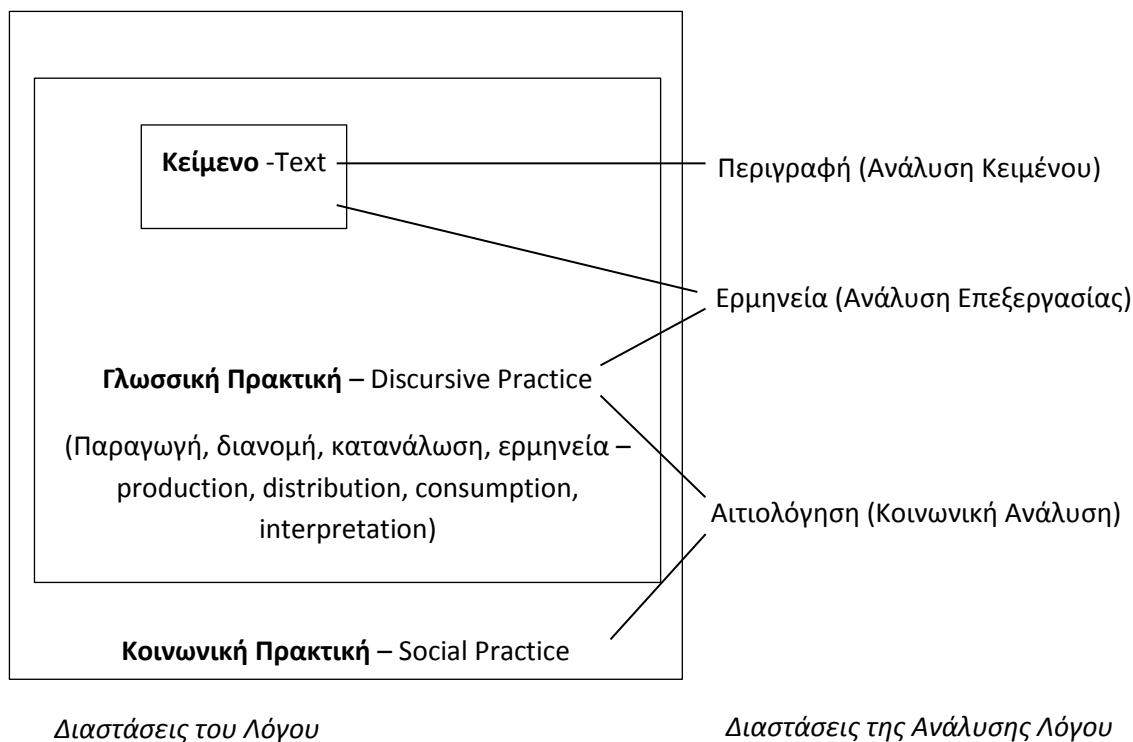 Κείμενο -Text
Περιγραφή (Ανάλυση Κειμένου)
Ερμηνεία (Ανάλυση Επεξεργασίας)
Γλωσσική Πρακτική – Discursive Practice
(Παραγωγή, διανομή, κατανάλωση, ερμηνεία –
production, distribution, consumption,
interpretation)
Αιτιολόγηση (Κοινωνική Ανάλυση)
Κοινωνική Πρακτική – Social Practice
Διαστάσεις του Λόγου
Διαστάσεις της Ανάλυσης Λόγου